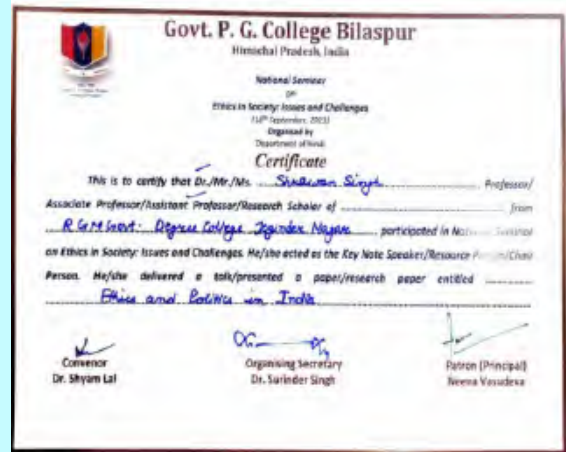 Govt. P. G. College Bilaspur
Himachal Pradesh, India
National Seminar
on
Ethics in Society: Issues and Challenges
Organised by
Department of Hindi
Certificate
This is to certify that Dr./Mr./Ms. Shawan Singh Professor/
Associate Professor/Assistant Professor/Research Scholar of from
R G M Govt. Degree College Joginder Nagar participated in National Seminar
on Ethics in Society: Issues and Challenges. He/she acted as the Key Note Speaker/Resource Person/Chair
Person. He/she delivered a talk/presented a paper/research paper entitled
Ethics and Politics in India
Convenor
Dr. Shyam Lal
Organising Secretary
Dr. Surinder Singh
Patron (Principal)
Neena Vasudeva